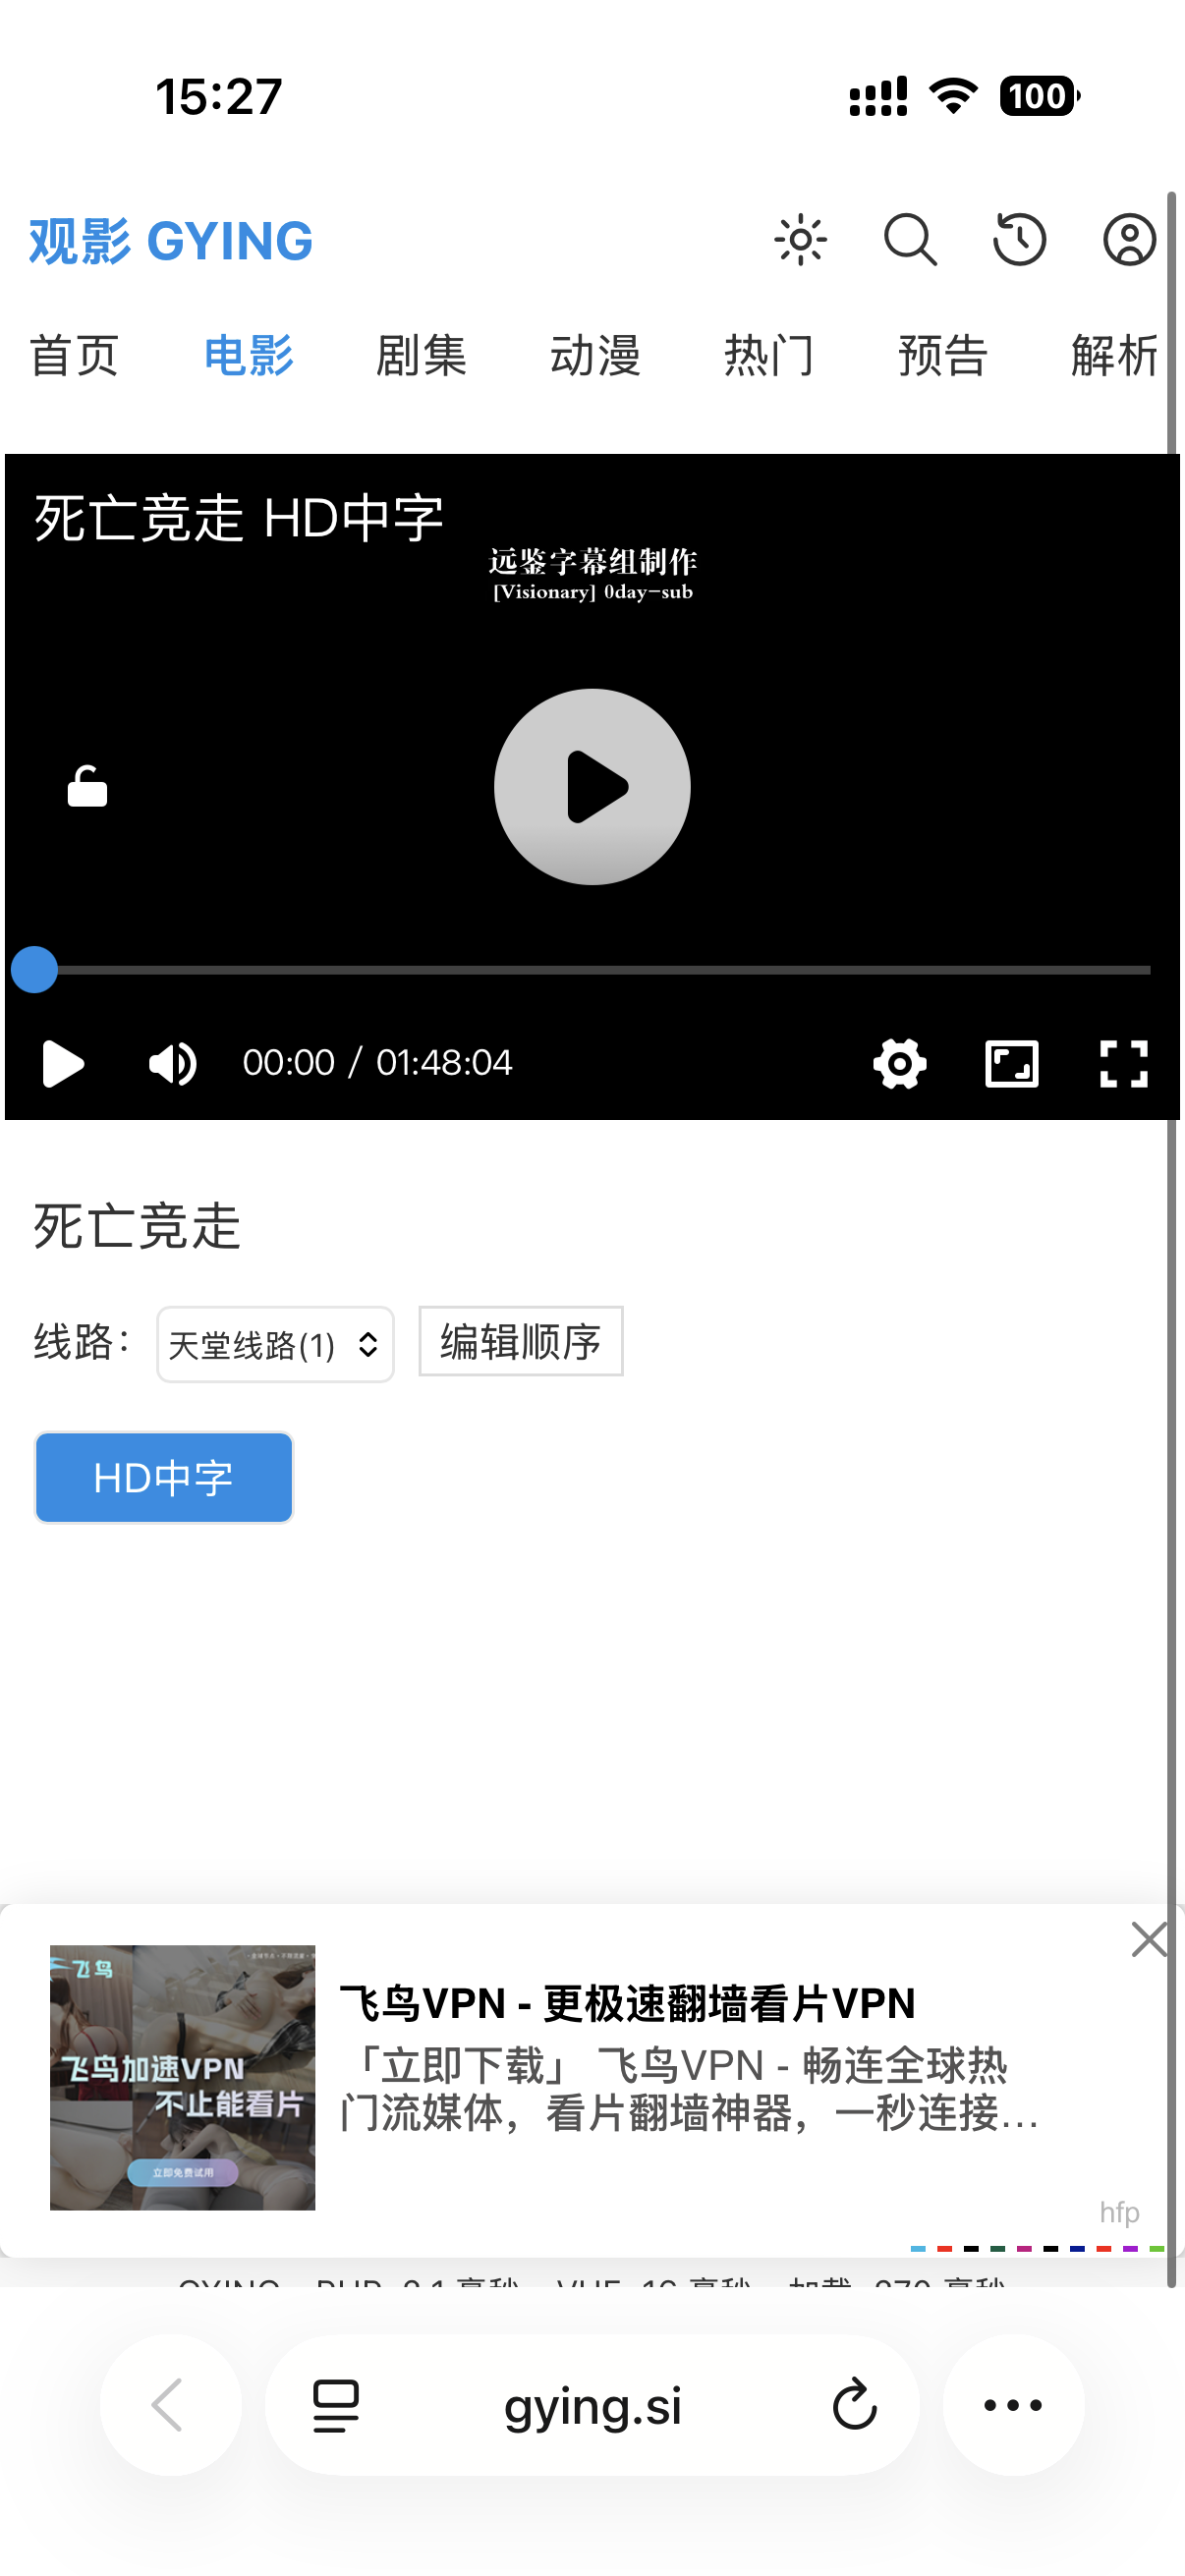 15:27
100
观影 GYING
首页 电影 剧集 动漫 热门 预告 解析
死亡竞走 HD中字
远鉴字幕组制作
[Visionary] 0day-sub
00:00 / 01:48:04
死亡竞走
线路: 天堂线路(1) 编辑顺序
HD中字
飞鸟
飞鸟加速VPN
不止能看片
立即免费试用
飞鸟VPN - 更极速翻墙看片VPN
「立即下载」 飞鸟VPN - 畅连全球热
门流媒体，看片翻墙神器，一秒连接...
hfp
gying.si